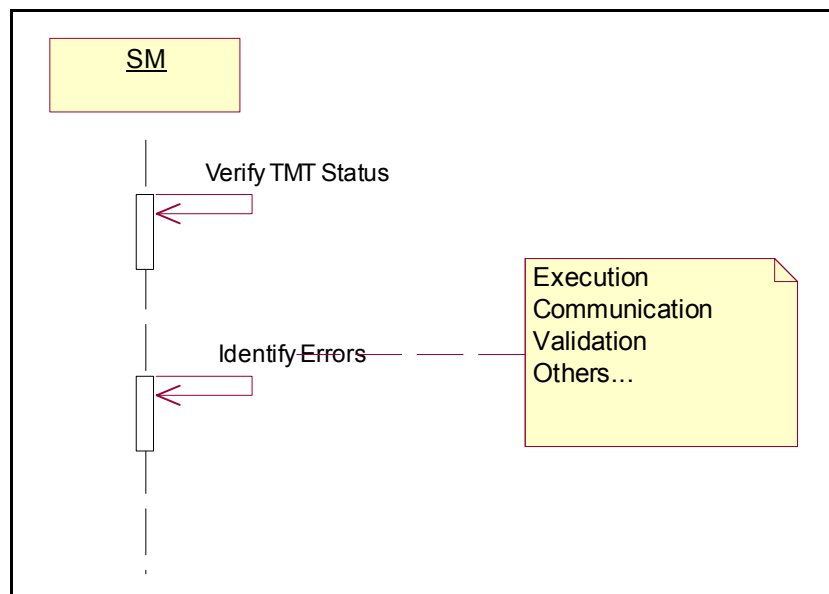 SM
Verify TMT Status
Identify Errors
Execution
Communication
Validation
Others...